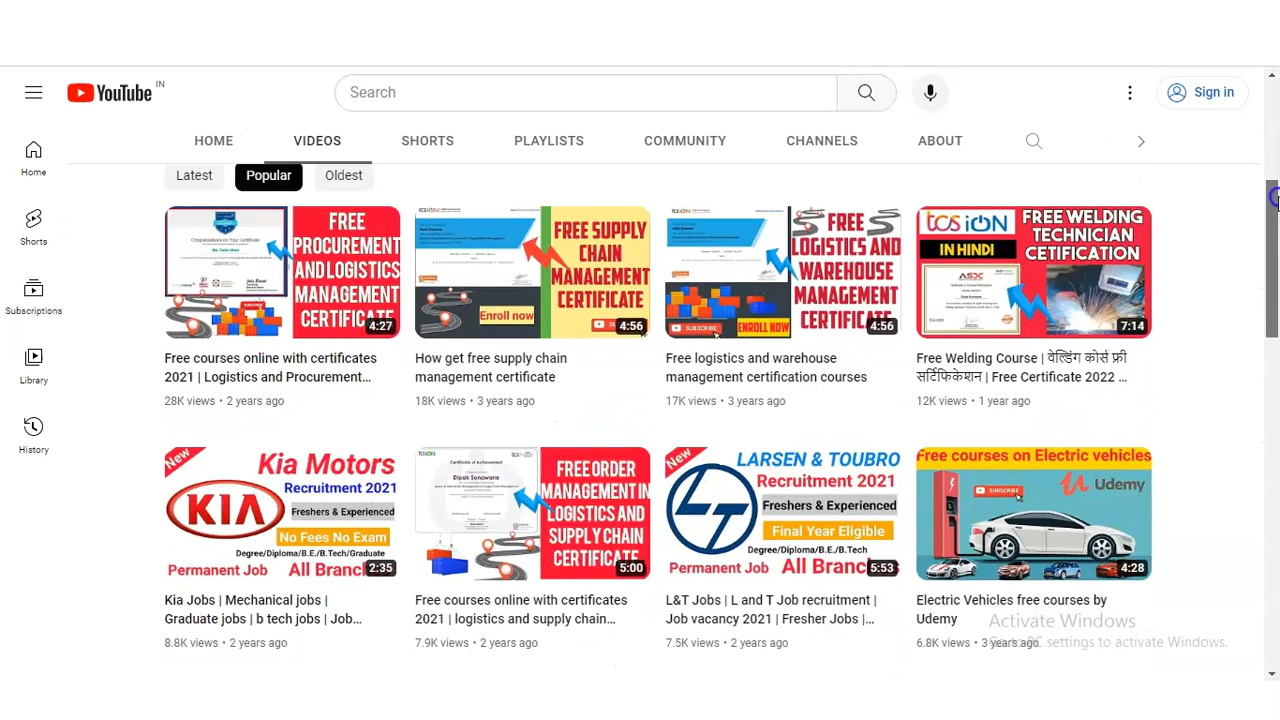 YouTube IN
Search
Sign in
HOME
VIDEOS
SHORTS
PLAYLISTS
COMMUNITY
CHANNELS
ABOUT
Home
Shorts
Subscriptions
Library
History
Latest
Popular
Oldest
FREE
PROCUREMENT
AND LOGISTICS
MANAGEMENT
CERTIFICATE
4:27
Free courses online with certificates
2021 | Logistics and Procurement...
28K views • 2 years ago
FREE SUPPLY
CHAIN
MANAGEMENT
CERTIFICATE
Enroll now
4:56
How get free supply chain
management certificate
18K views • 3 years ago
FREE
LOGISTICS AND
WAREHOUSE
MANAGEMENT
CERTIFICATE
SUBSCRIBE
ENROLL NOW
4:56
Free logistics and warehouse
management certification courses
17K views • 3 years ago
tcs iON
IN HINDI
FREE WELDING
TECHNICIAN
CETIFICATION
ASDC
7:14
Free Welding Course | वेल्डिंग कोर्स फ्री
सर्टिफिकेशन | Free Certificate 2022 ...
12K views • 1 year ago
New
Kia Motors
Recruitment 2021
KIA
Freshers & Experienced
No Fees No Exam
Degree/Diploma/B.E./B.Tech/Graduate
Permanent Job All Branc
2:35
Kia Jobs | Mechanical jobs |
Graduate jobs | b tech jobs | Job...
8.8K views • 2 years ago
Certificate of Achievement
Dipak Sonawane
FREE ORDER
MANAGEMENT IN
LOGISTICS AND
SUPPLY CHAIN
CERTIFICATE
5:00
Free courses online with certificates
2021 | logistics and supply chain...
7.9K views • 2 years ago
New
LARSEN & TOUBRO
Recruitment 2021
Freshers & Experienced
Final Year Eligible
Degree/Diploma/B.E./B.Tech
Permanent Job All Branc
5:53
L&T Jobs | L and T Job recruitment |
Job vacancy 2021 | Fresher Jobs |...
7.5K views • 2 years ago
Free courses on Electric vehicles
SUBSCRIBE
Udemy
4:28
Electric Vehicles free courses by
Udemy
6.8K views • 3 years ago
Activate Windows
Go to PC settings to activate Windows.